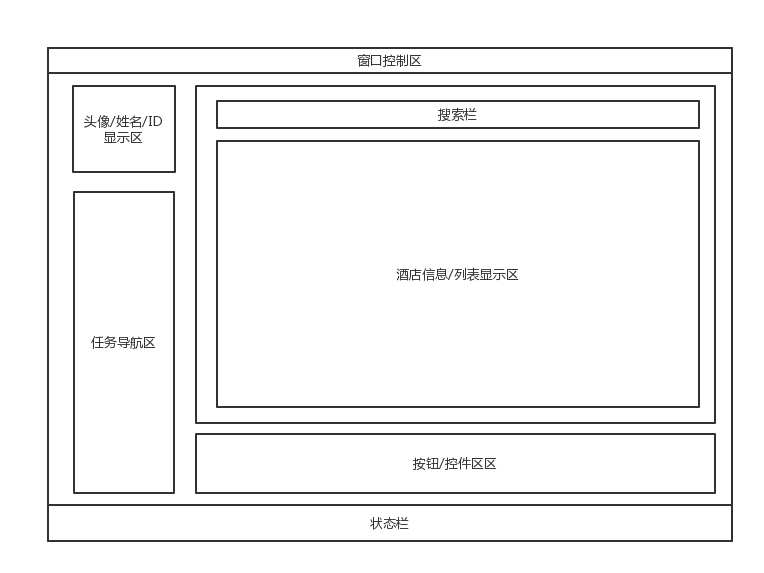 窗口控制区
头像/姓名/ID
显示区
搜索栏
酒店信息/列表显示区
任务导航区
按钮/控件区区
状态栏